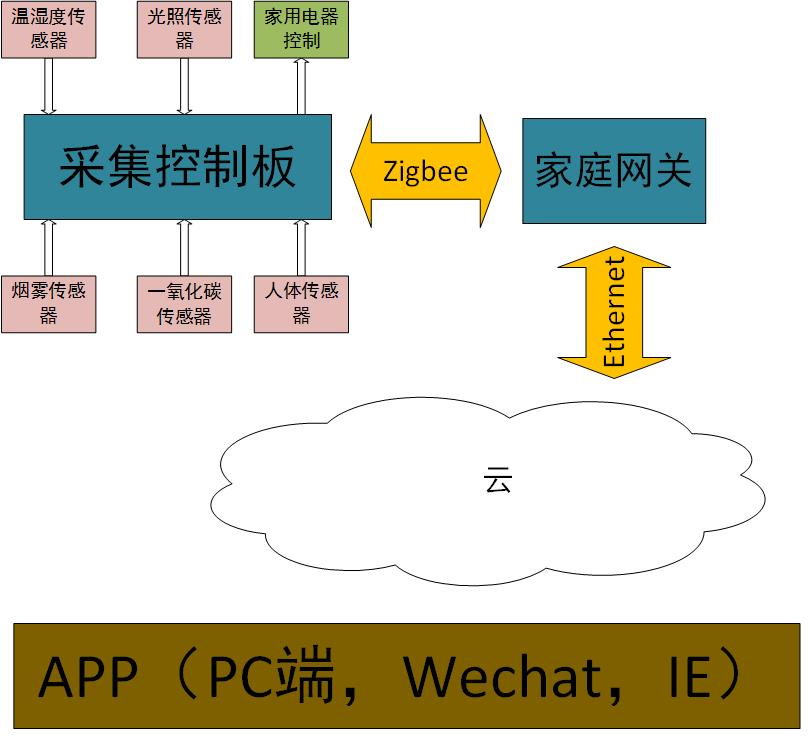 温湿度传
感器
光照传感
器
家用电器
控制
采集控制板
Zigbee
家庭网关
烟雾传感
器
一氧化碳
传感器
人体传感
器
Ethernet
云
APP（PC端，Wechat，IE）